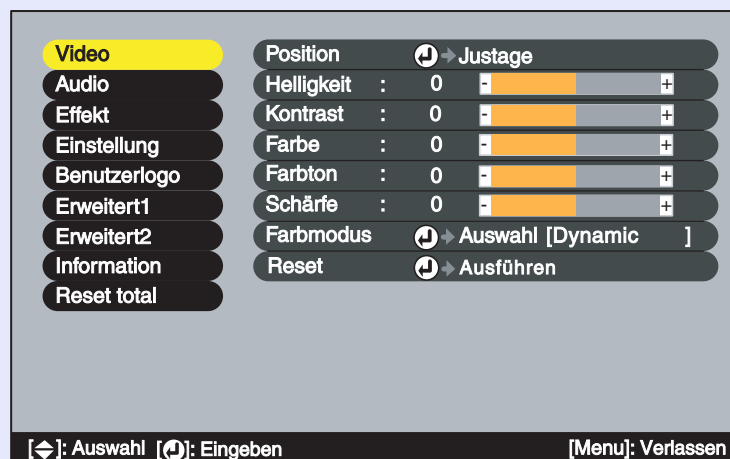 Video
Audio
Effekt
Einstellung
Benutzerlogo
Erweitert1
Erweitert2
Information
Reset total
Position Justage
Helligkeit : 0 - +
Kontrast : 0 - +
Farbe : 0 - +
Farbton : 0 - +
Schärfe : 0 - +
Farbmodus Auswahl [Dynamic ]
Reset Ausführen
[ ]: Auswahl [ ]: Eingeben [Menu]: Verlassen